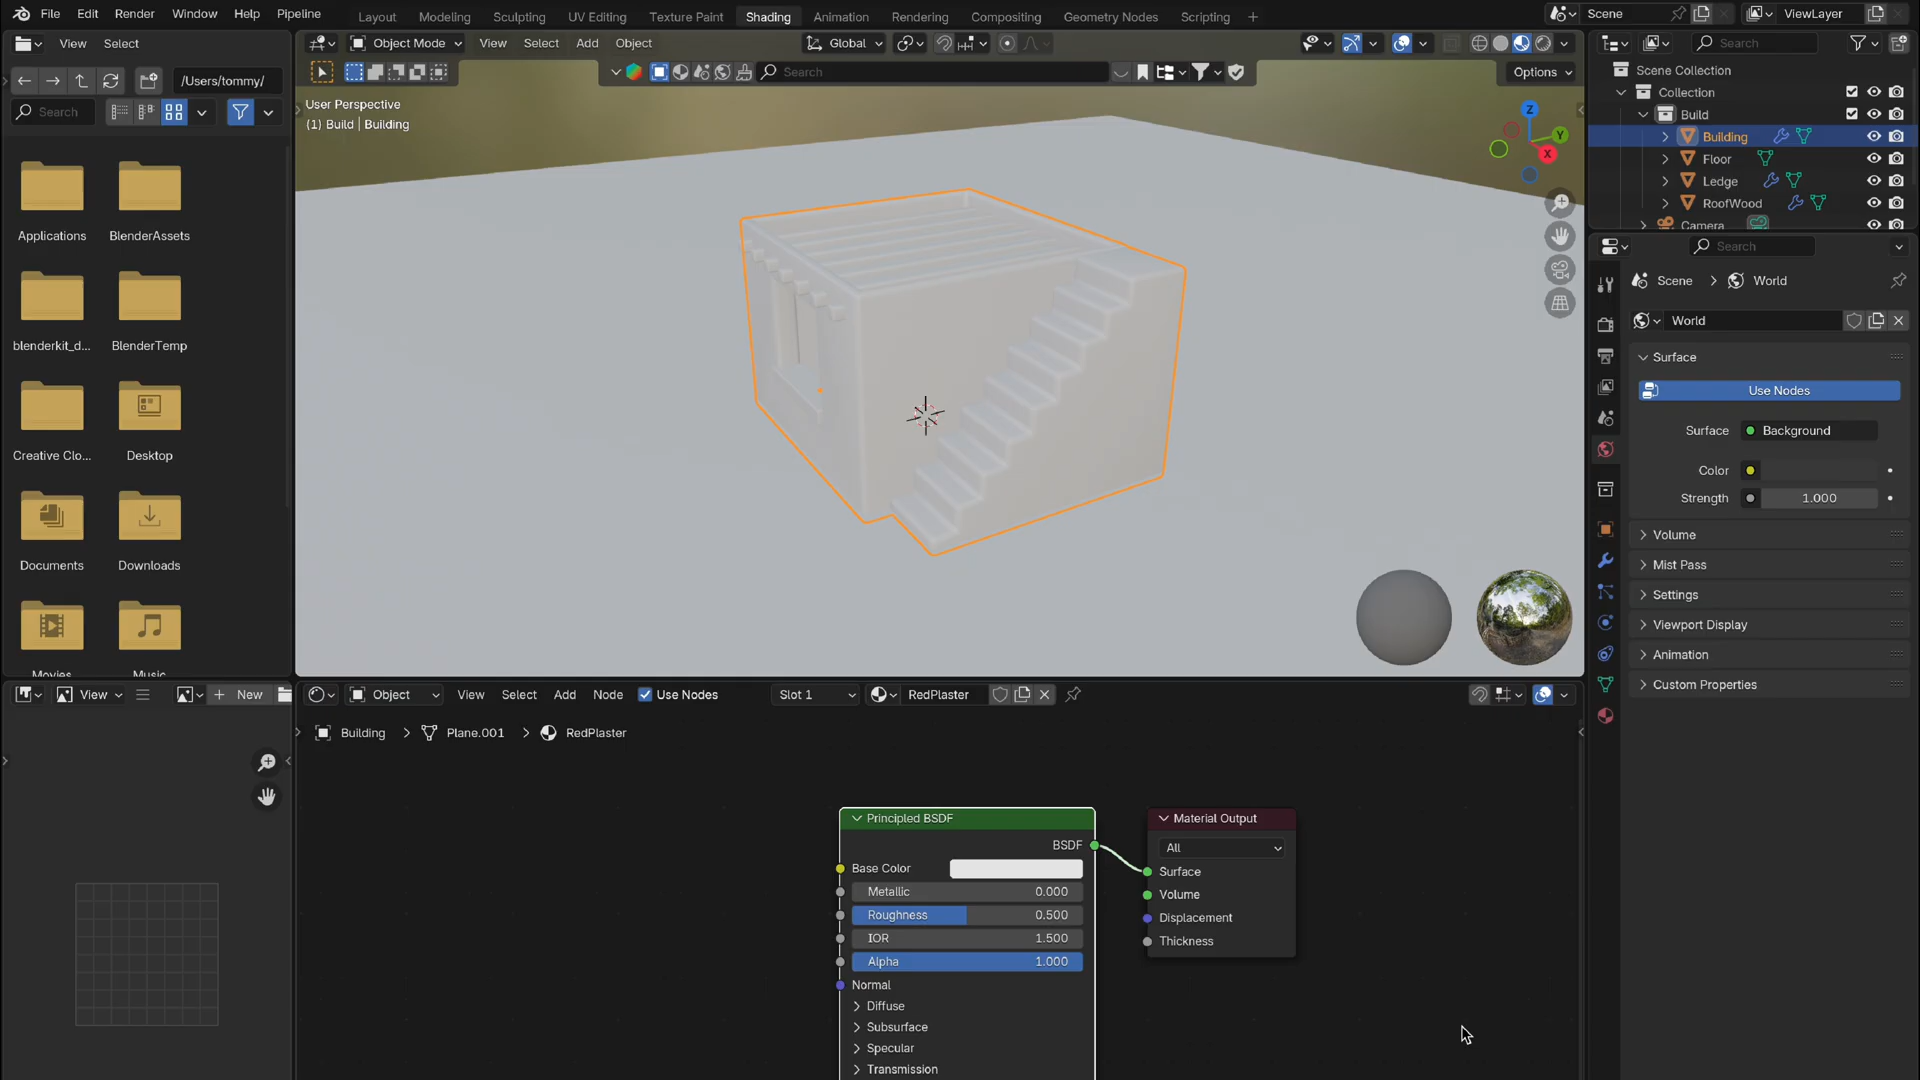 File Edit Render Window Help Pipeline
Layout Modeling Sculpting UV Editing Texture Paint Shading Animation Rendering Compositing Geometry Nodes Scripting
Scene ViewLayer
View Select
Object Mode View Select Add Object Global
Search
/Users/tommy/
Search
Options
Search
User Perspective
(1) Build | Building
Z
Y
X
Applications BlenderAssets
blenderkit_d... BlenderTemp
Creative Clo... Desktop
Documents Downloads
Movies Music
Scene Collection
Collection
Build
Building
Floor
Ledge
RoofWood
Camera
Search
Scene > World
World
Surface
Use Nodes
Surface Background
Color
Strength 1.000
Volume
Mist Pass
Settings
Viewport Display
Animation
Custom Properties
View New
Object View Select Add Node Use Nodes Slot 1 RedPlaster
Building > Plane.001 > RedPlaster
Principled BSDF
BSDF
Base Color
Metallic 0.000
Roughness 0.500
IOR 1.500
Alpha 1.000
Normal
Diffuse
Subsurface
Specular
Transmission
Material Output
All
Surface
Volume
Displacement
Thickness